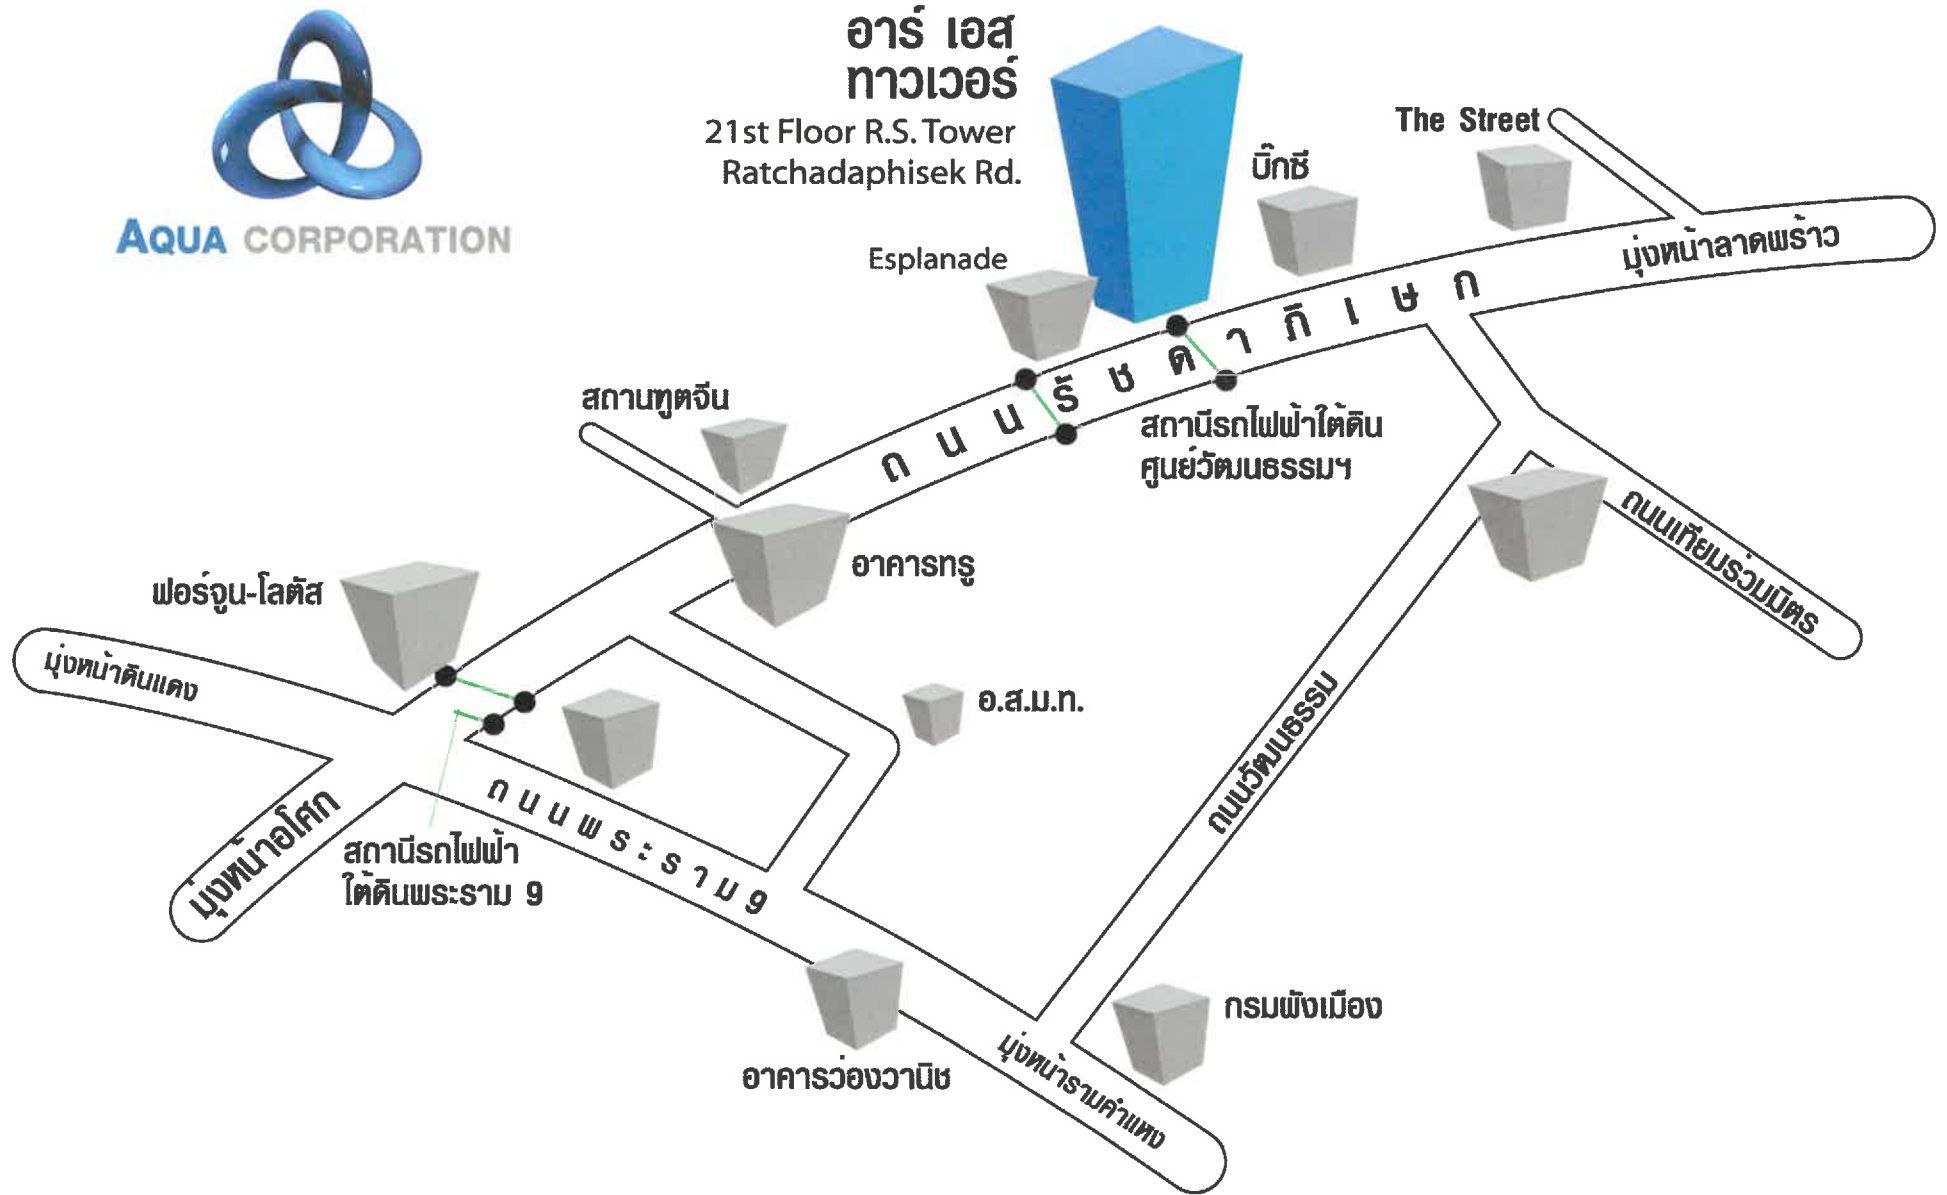 อาร์ เอส
ทาวเวอร์
21st Floor R.S. Tower
Ratchadaphisek Rd.
AQUA CORPORATION
The Street
บิ๊กซี
Esplanade
มุ่งหน้าลาดพร้าว
ถนนรัชดาภิเษก
สถานฑูตจีน
สถานีรถไฟฟ้าใต้ดิน
ศูนย์วัฒนธรรมฯ
ถนนเทียมร่วมมิตร
อาคารทรู
ฟอร์จูน-โลตัส
มุ่งหน้าดินแดง
อ.ส.ม.ท.
ถนนวัฒนธรรม
ถนนพระราม9
มุ่งหน้าอโศก
สถานีรถไฟฟ้า
ใต้ดินพระราม 9
กรมผังเมือง
อาคารว่องวานิช
มุ่งหน้ารามคำแหง